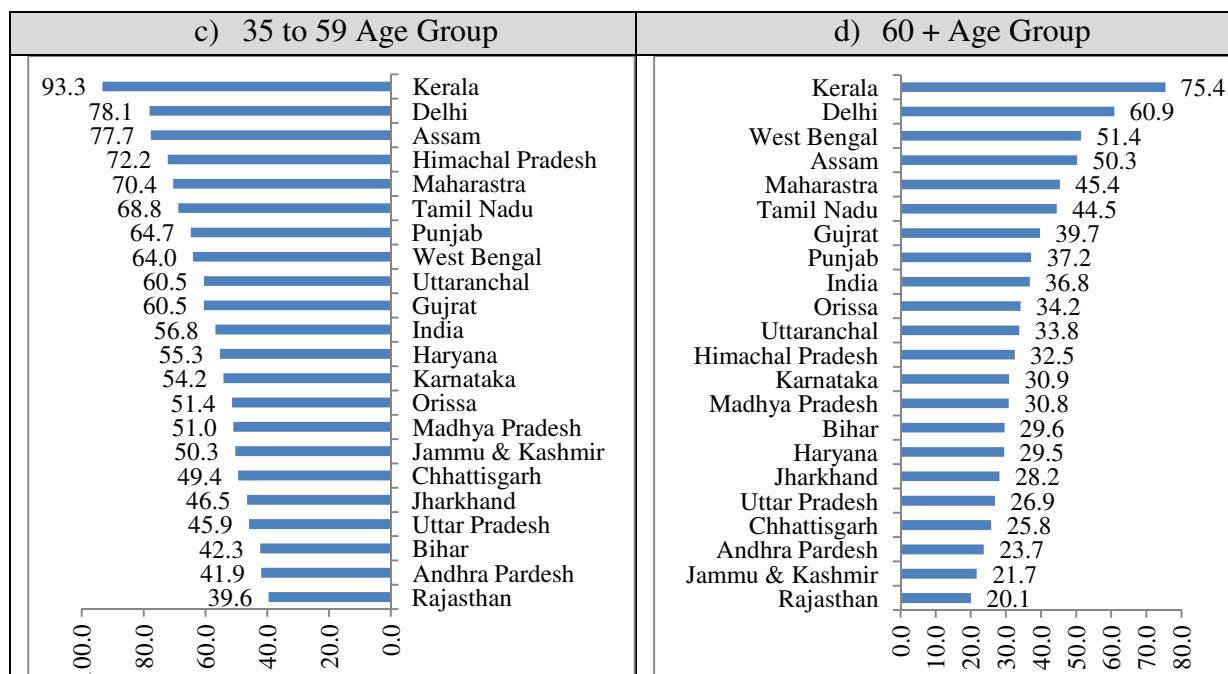 c) 35 to 59 Age Group
93.3 Kerala
78.1 Delhi
77.7 Assam
72.2 Himachal Pradesh
70.4 Maharastra
68.8 Tamil Nadu
64.7 Punjab
64.0 West Bengal
60.5 Uttaranchal
60.5 Gujrat
56.8 India
55.3 Haryana
54.2 Karnataka
51.4 Orissa
51.0 Madhya Pradesh
50.3 Jammu & Kashmir
49.4 Chhattisgarh
46.5 Jharkhand
45.9 Uttar Pradesh
42.3 Bihar
41.9 Andhra Pardesh
39.6 Rajasthan
100.0 80.0 60.0 40.0 20.0 0.0
d) 60 + Age Group
Kerala 75.4
Delhi 60.9
West Bengal 51.4
Assam 50.3
Maharastra 45.4
Tamil Nadu 44.5
Gujrat 39.7
Punjab 37.2
India 36.8
Orissa 34.2
Uttaranchal 33.8
Himachal Pradesh 32.5
Karnataka 30.9
Madhya Pradesh 30.8
Bihar 29.6
Haryana 29.5
Jharkhand 28.2
Uttar Pradesh 26.9
Chhattisgarh 25.8
Andhra Pardesh 23.7
Jammu & Kashmir 21.7
Rajasthan 20.1
0.0 10.0 20.0 30.0 40.0 50.0 60.0 70.0 80.0